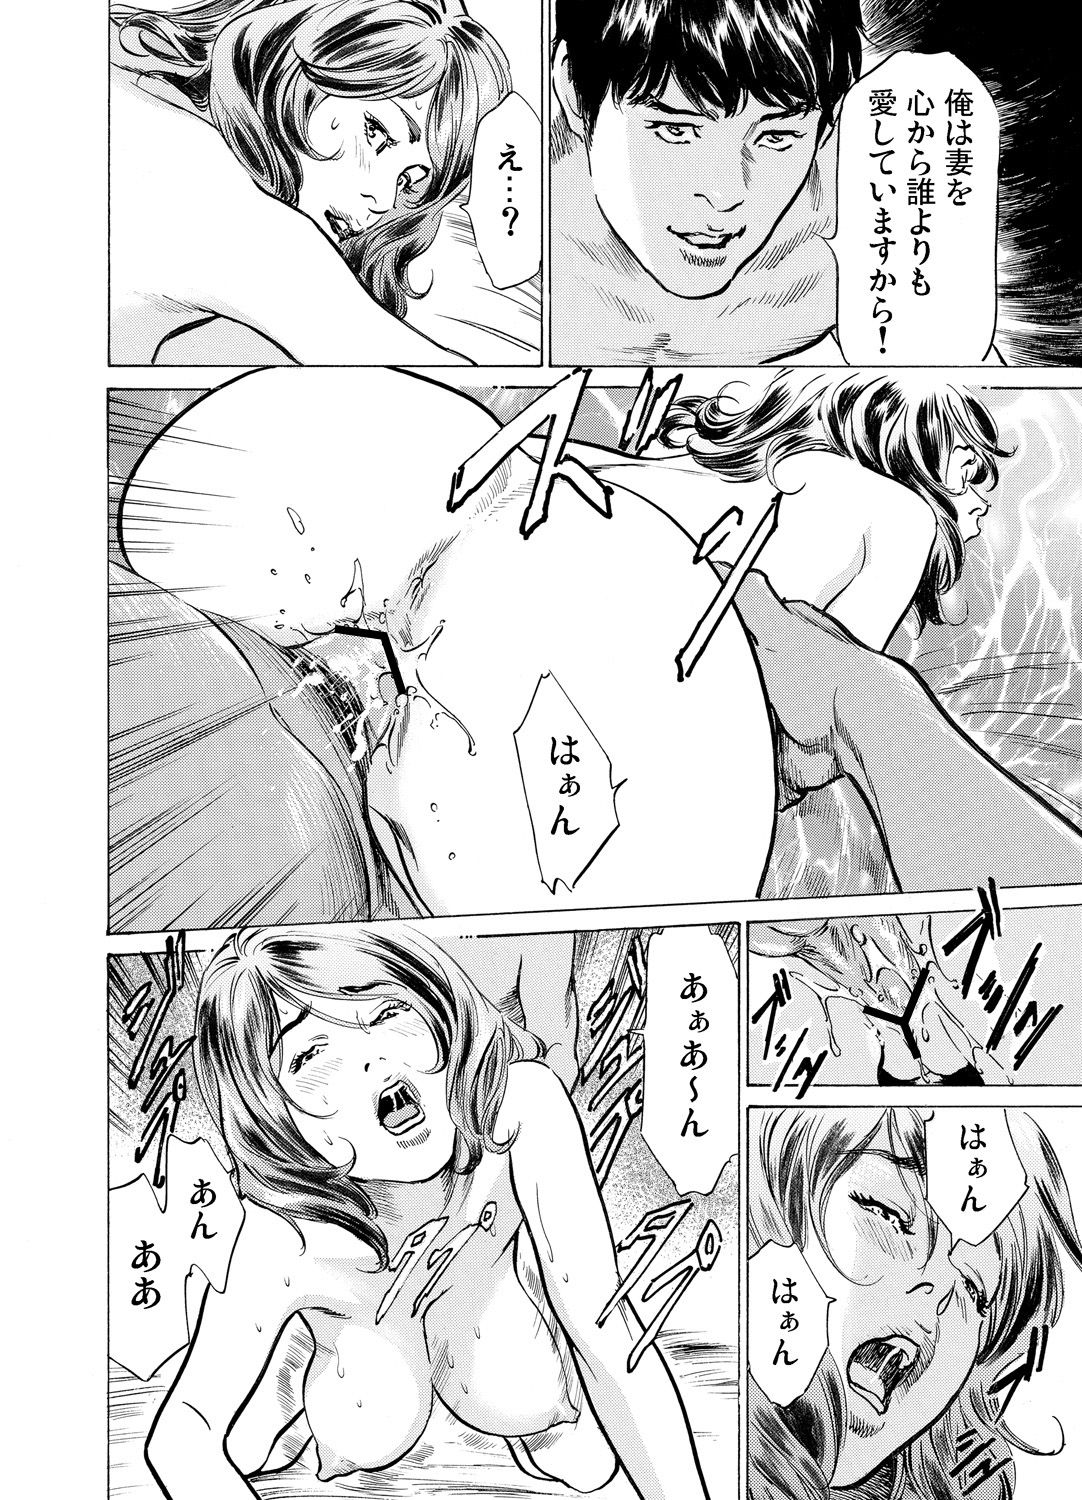 俺は妻を
心から誰よりも
愛していますから！
え…？
はぁん
はぁん
はぁん
あぁあ～ん
あん
ああ